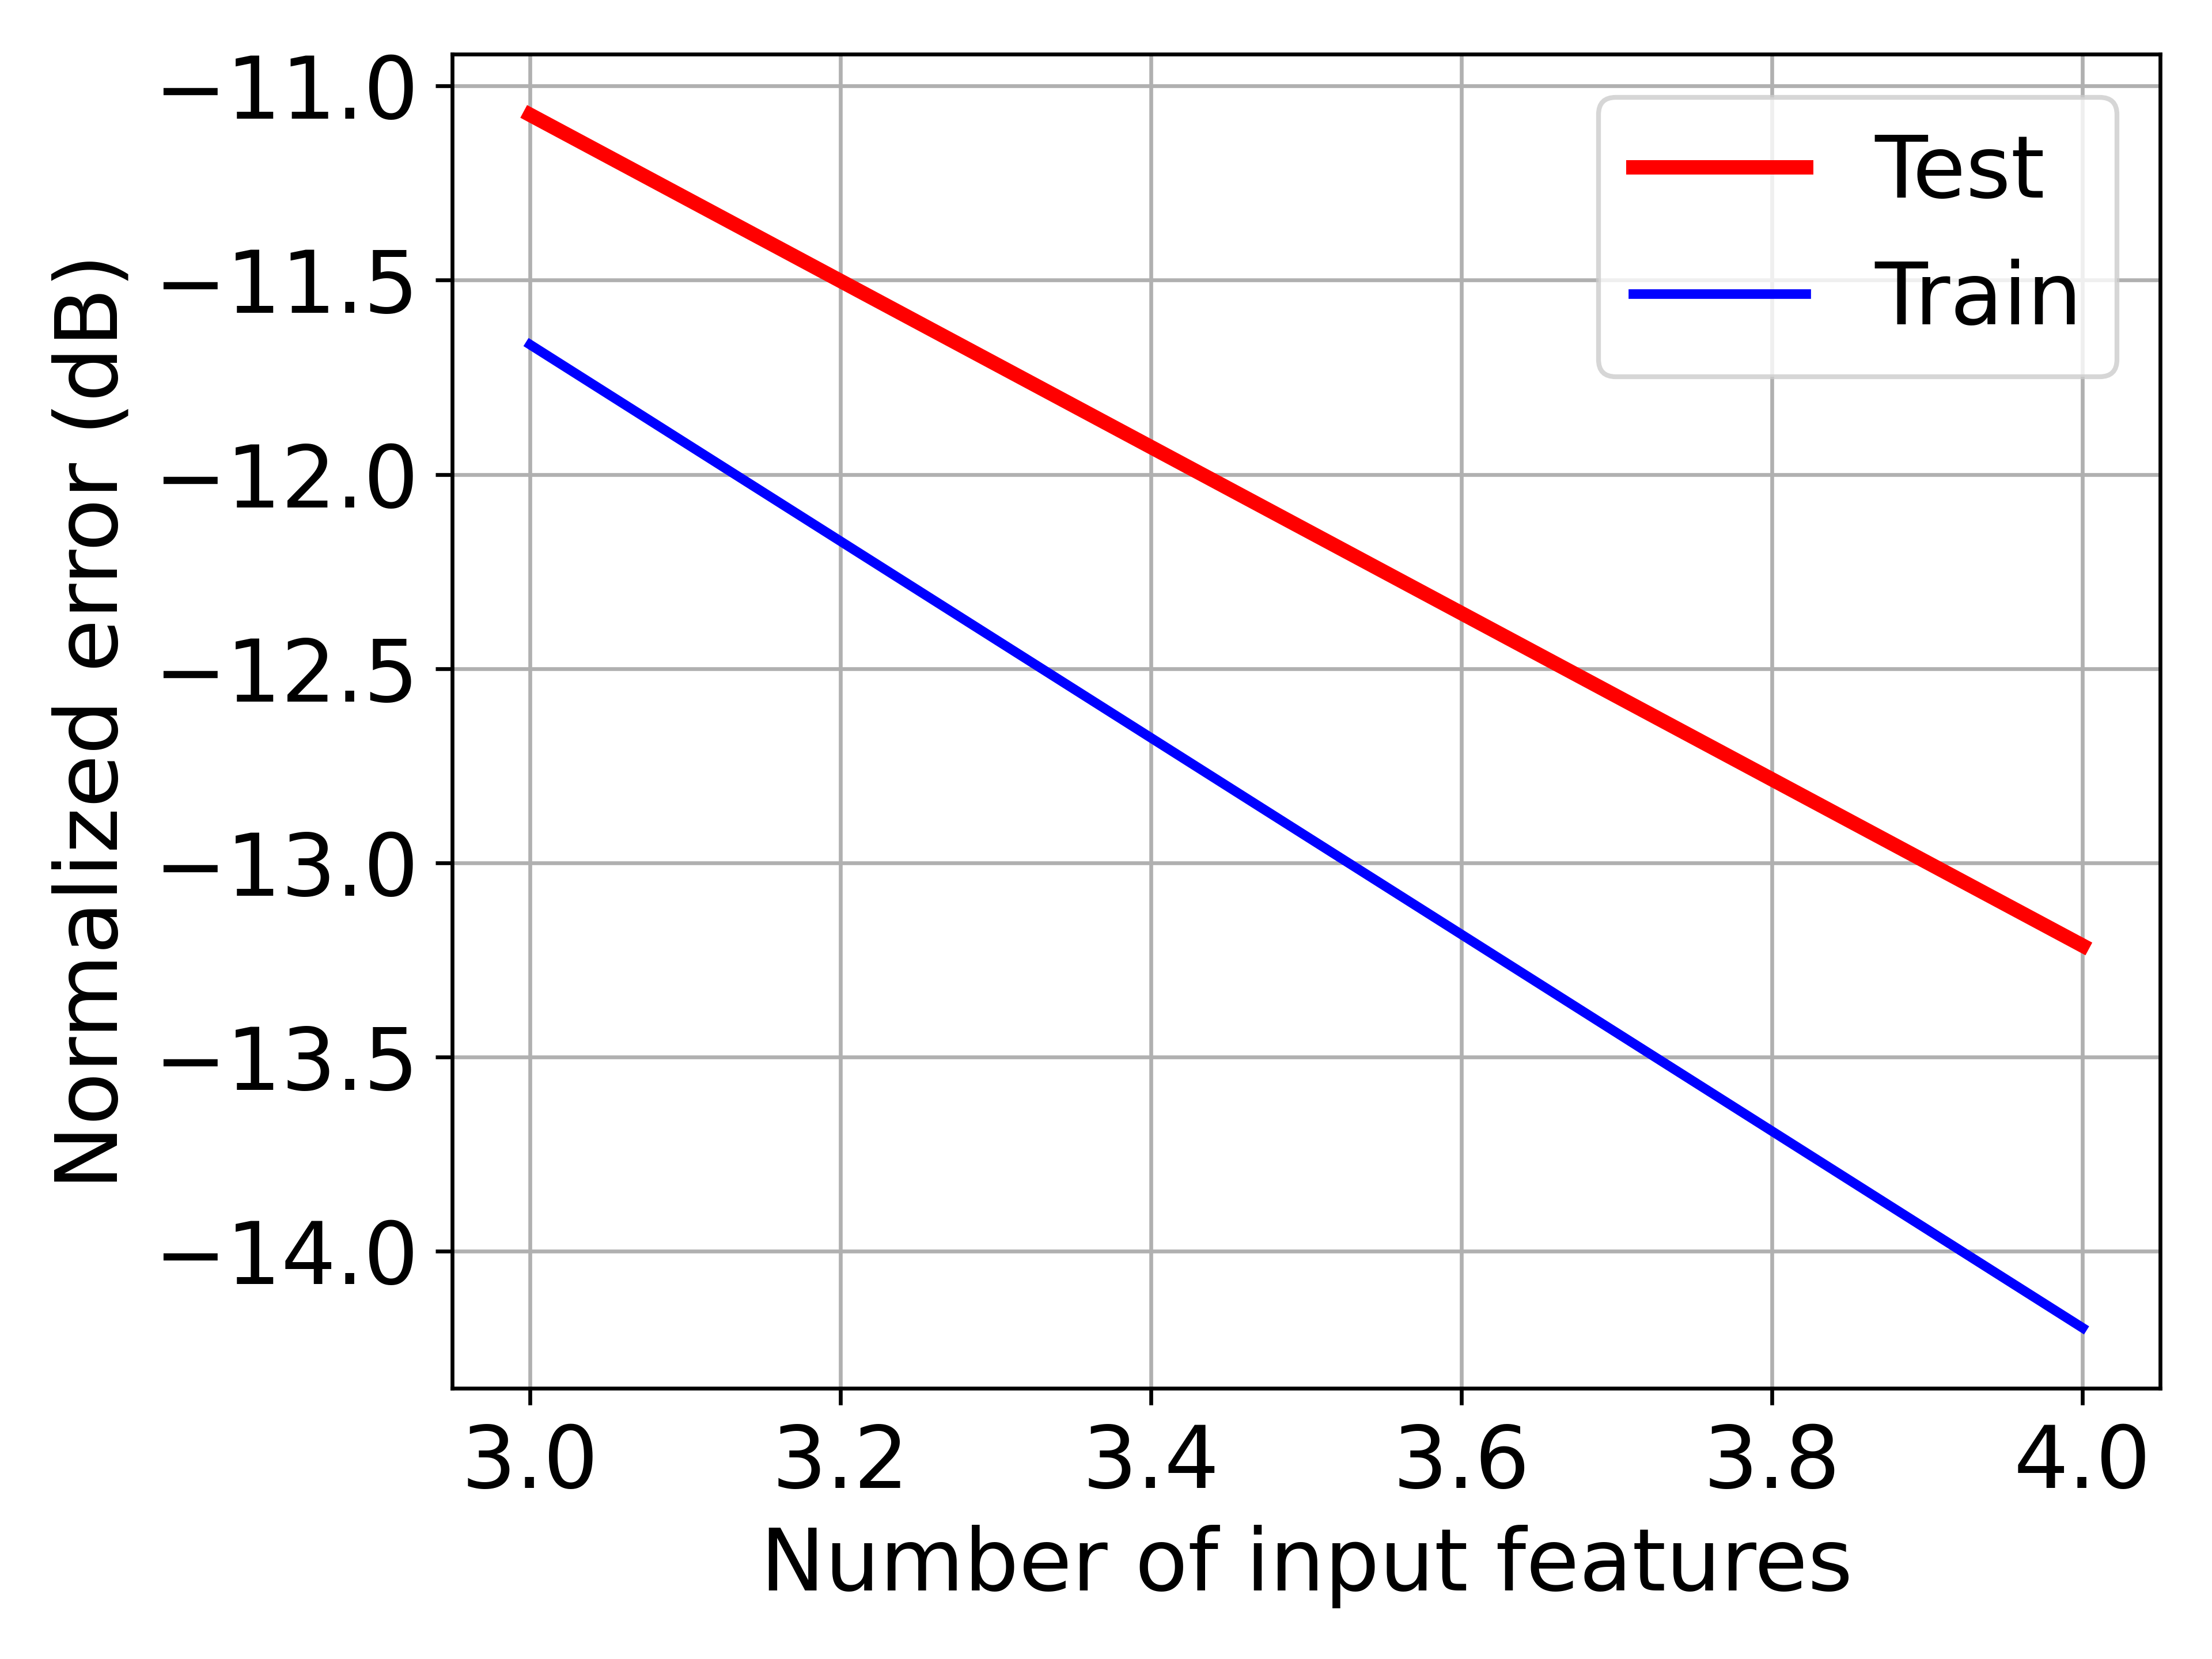 Normalized error (dB)
−11.0
−11.5
−12.0
−12.5
−13.0
−13.5
−14.0
Test
Train
3.0 3.2 3.4 3.6 3.8 4.0
Number of input features